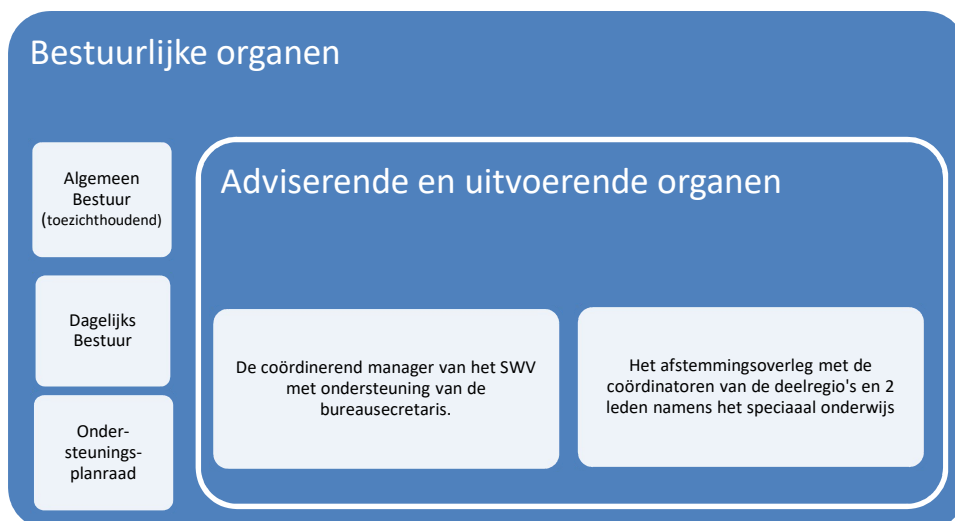 Bestuurlijke organen
Algemeen
Bestuur
(toezichthoudend)
Dagelijks
Bestuur
Onder-
steunings-
planraad
Adviserende en uitvoerende organen
De coördinerend manager van het SWV
met ondersteuning van de
bureausecretaris.
Het afstemmingsoverleg met de
coördinatoren van de deelregio's en 2
leden namens het speciaaal onderwijs